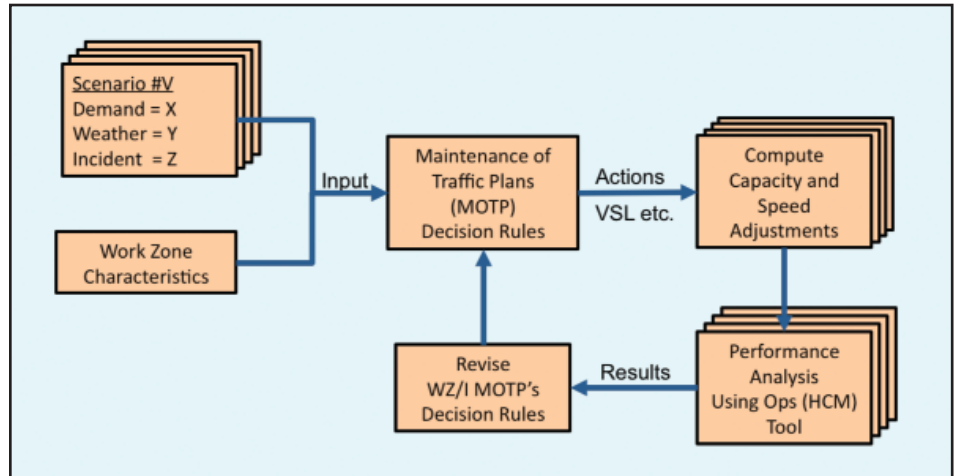 Scenario #V
Demand = X
Weather = Y
Incident = Z
Work Zone
Characteristics
Input
Maintenance of
Traffic Plans
(MOTP)
Decision Rules
Actions
VSL etc.
Compute
Capacity and
Speed
Adjustments
Performance
Analysis
Using Ops (HCM)
Tool
Results
Revise
WZ/I MOTP's
Decision Rules